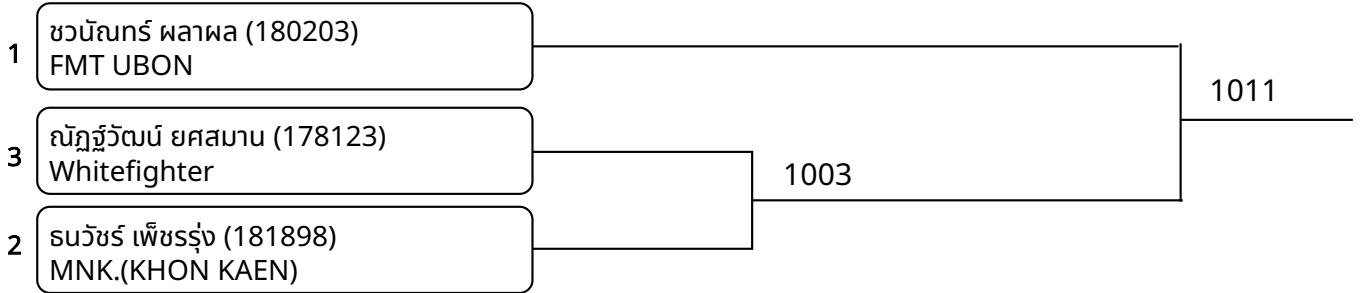 1
ชวนัณทร์ ผลาผล (180203)
FMT UBON
1011
3
ณัฏฐ์วัฒน์ ยศสมาน (178123)
Whitefighter
1003
2
ธนวัชร์ เพ็ชรรุ่ง (181898)
MNK.(KHON KAEN)